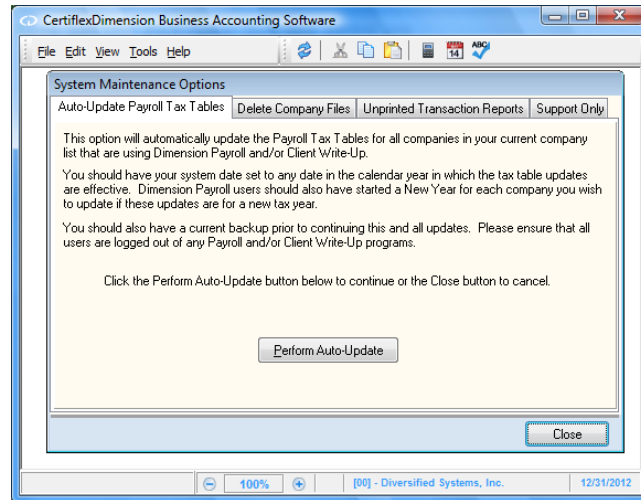 CertiflexDimension Business Accounting Software
File Edit View Tools Help
14 ABC
System Maintenance Options
Auto-Update Payroll Tax Tables Delete Company Files Unprinted Transaction Reports Support Only
This option will automatically update the Payroll Tax Tables for all companies in your current company
list that are using Dimension Payroll and/or Client Write-Up.
You should have your system date set to any date in the calendar year in which the tax table updates
are effective. Dimension Payroll users should also have started a New Year for each company you wish
to update if these updates are for a new tax year.
You should also have a current backup prior to continuing this and all updates. Please ensure that all
users are logged out of any Payroll and/or Client Write-Up programs.
Click the Perform Auto-Update button below to continue or the Close button to cancel.
Perform Auto-Update
Close
100% [00] - Diversified Systems, Inc. 12/31/2012